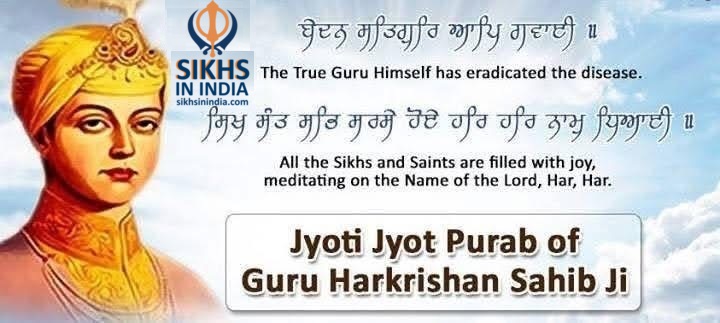 SIKHS
IN INDIA
sikhsinindia.com
ਬੇਦਨ ਸਤਿਗੁਰਿ ਆਪਿ ਗਵਾਈ ॥
The True Guru Himself has eradicated the disease.
ਸਿਖ ਸੰਤ ਸਭਿ ਸਰਸੇ ਹੋਏ ਹਰਿ ਹਰਿ ਨਾਮੁ ਧਿਆਈ ॥
All the Sikhs and Saints are filled with joy,
meditating on the Name of the Lord, Har, Har.
Jyoti Jyot Purab of
Guru Harkrishan Sahib Ji